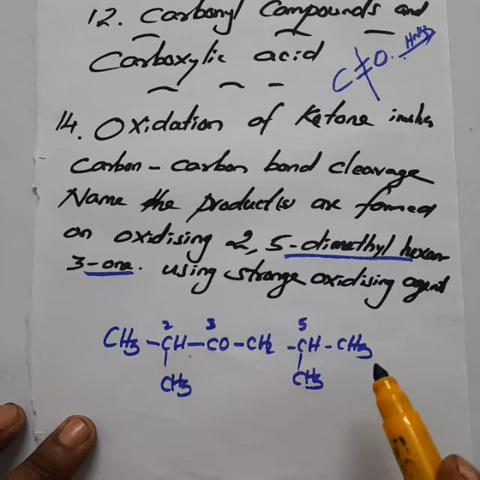 12. Carbonyl Compounds and
Carboxylic acid
C=O. HNO3
14. Oxidation of Ketone involves
Carbon-carbon bond cleavage
Name the products are formed
on oxidising 2,5-dimethyl hexan
3-one. using strong oxidising agent
2 3 5
CH3-CH-CO-CH2-CH-CH3
CH3 CH3